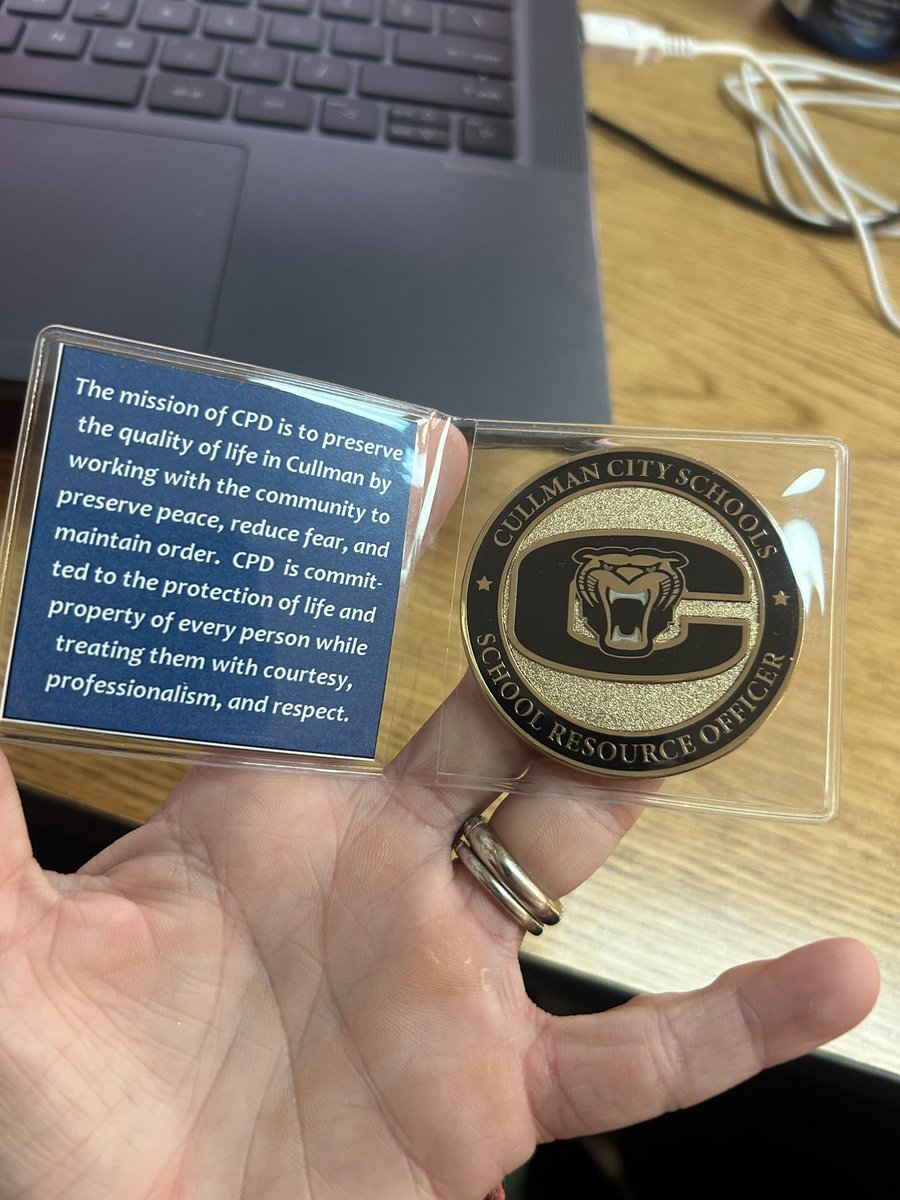 The mission of CPD is to preserve
the quality of life in Cullman by
working with the community to
preserve peace, reduce fear, and
maintain order. CPD is commit-
ted to the protection of life and
property of every person while
treating them with courtesy,
professionalism, and respect.
CULLMAN CITY SCHOOLS
C
SCHOOL RESOURCE OFFICER